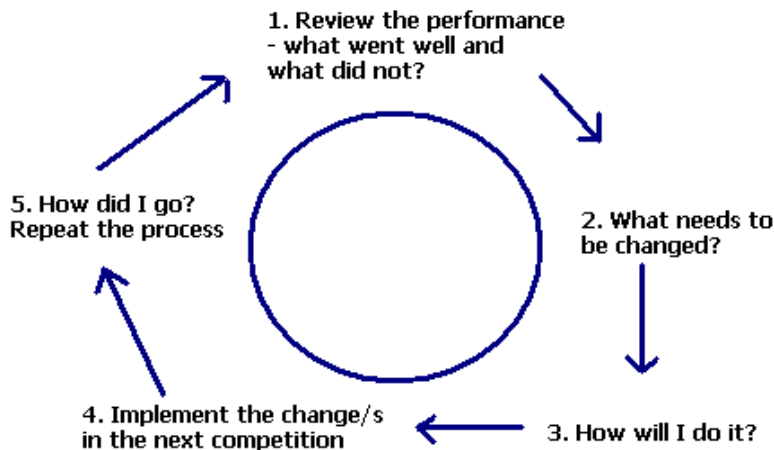 1. Review the performance
- what went well and
what did not?
2. What needs to
be changed?
3. How will I do it?
4. Implement the change/s
in the next competition
5. How did I go?
Repeat the process